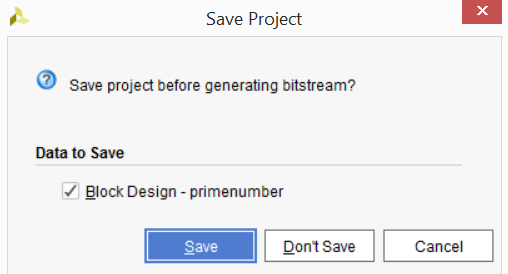 Save Project
Save project before generating bitstream?
Data to Save
Block Design - primenumber
Save
Don't Save
Cancel